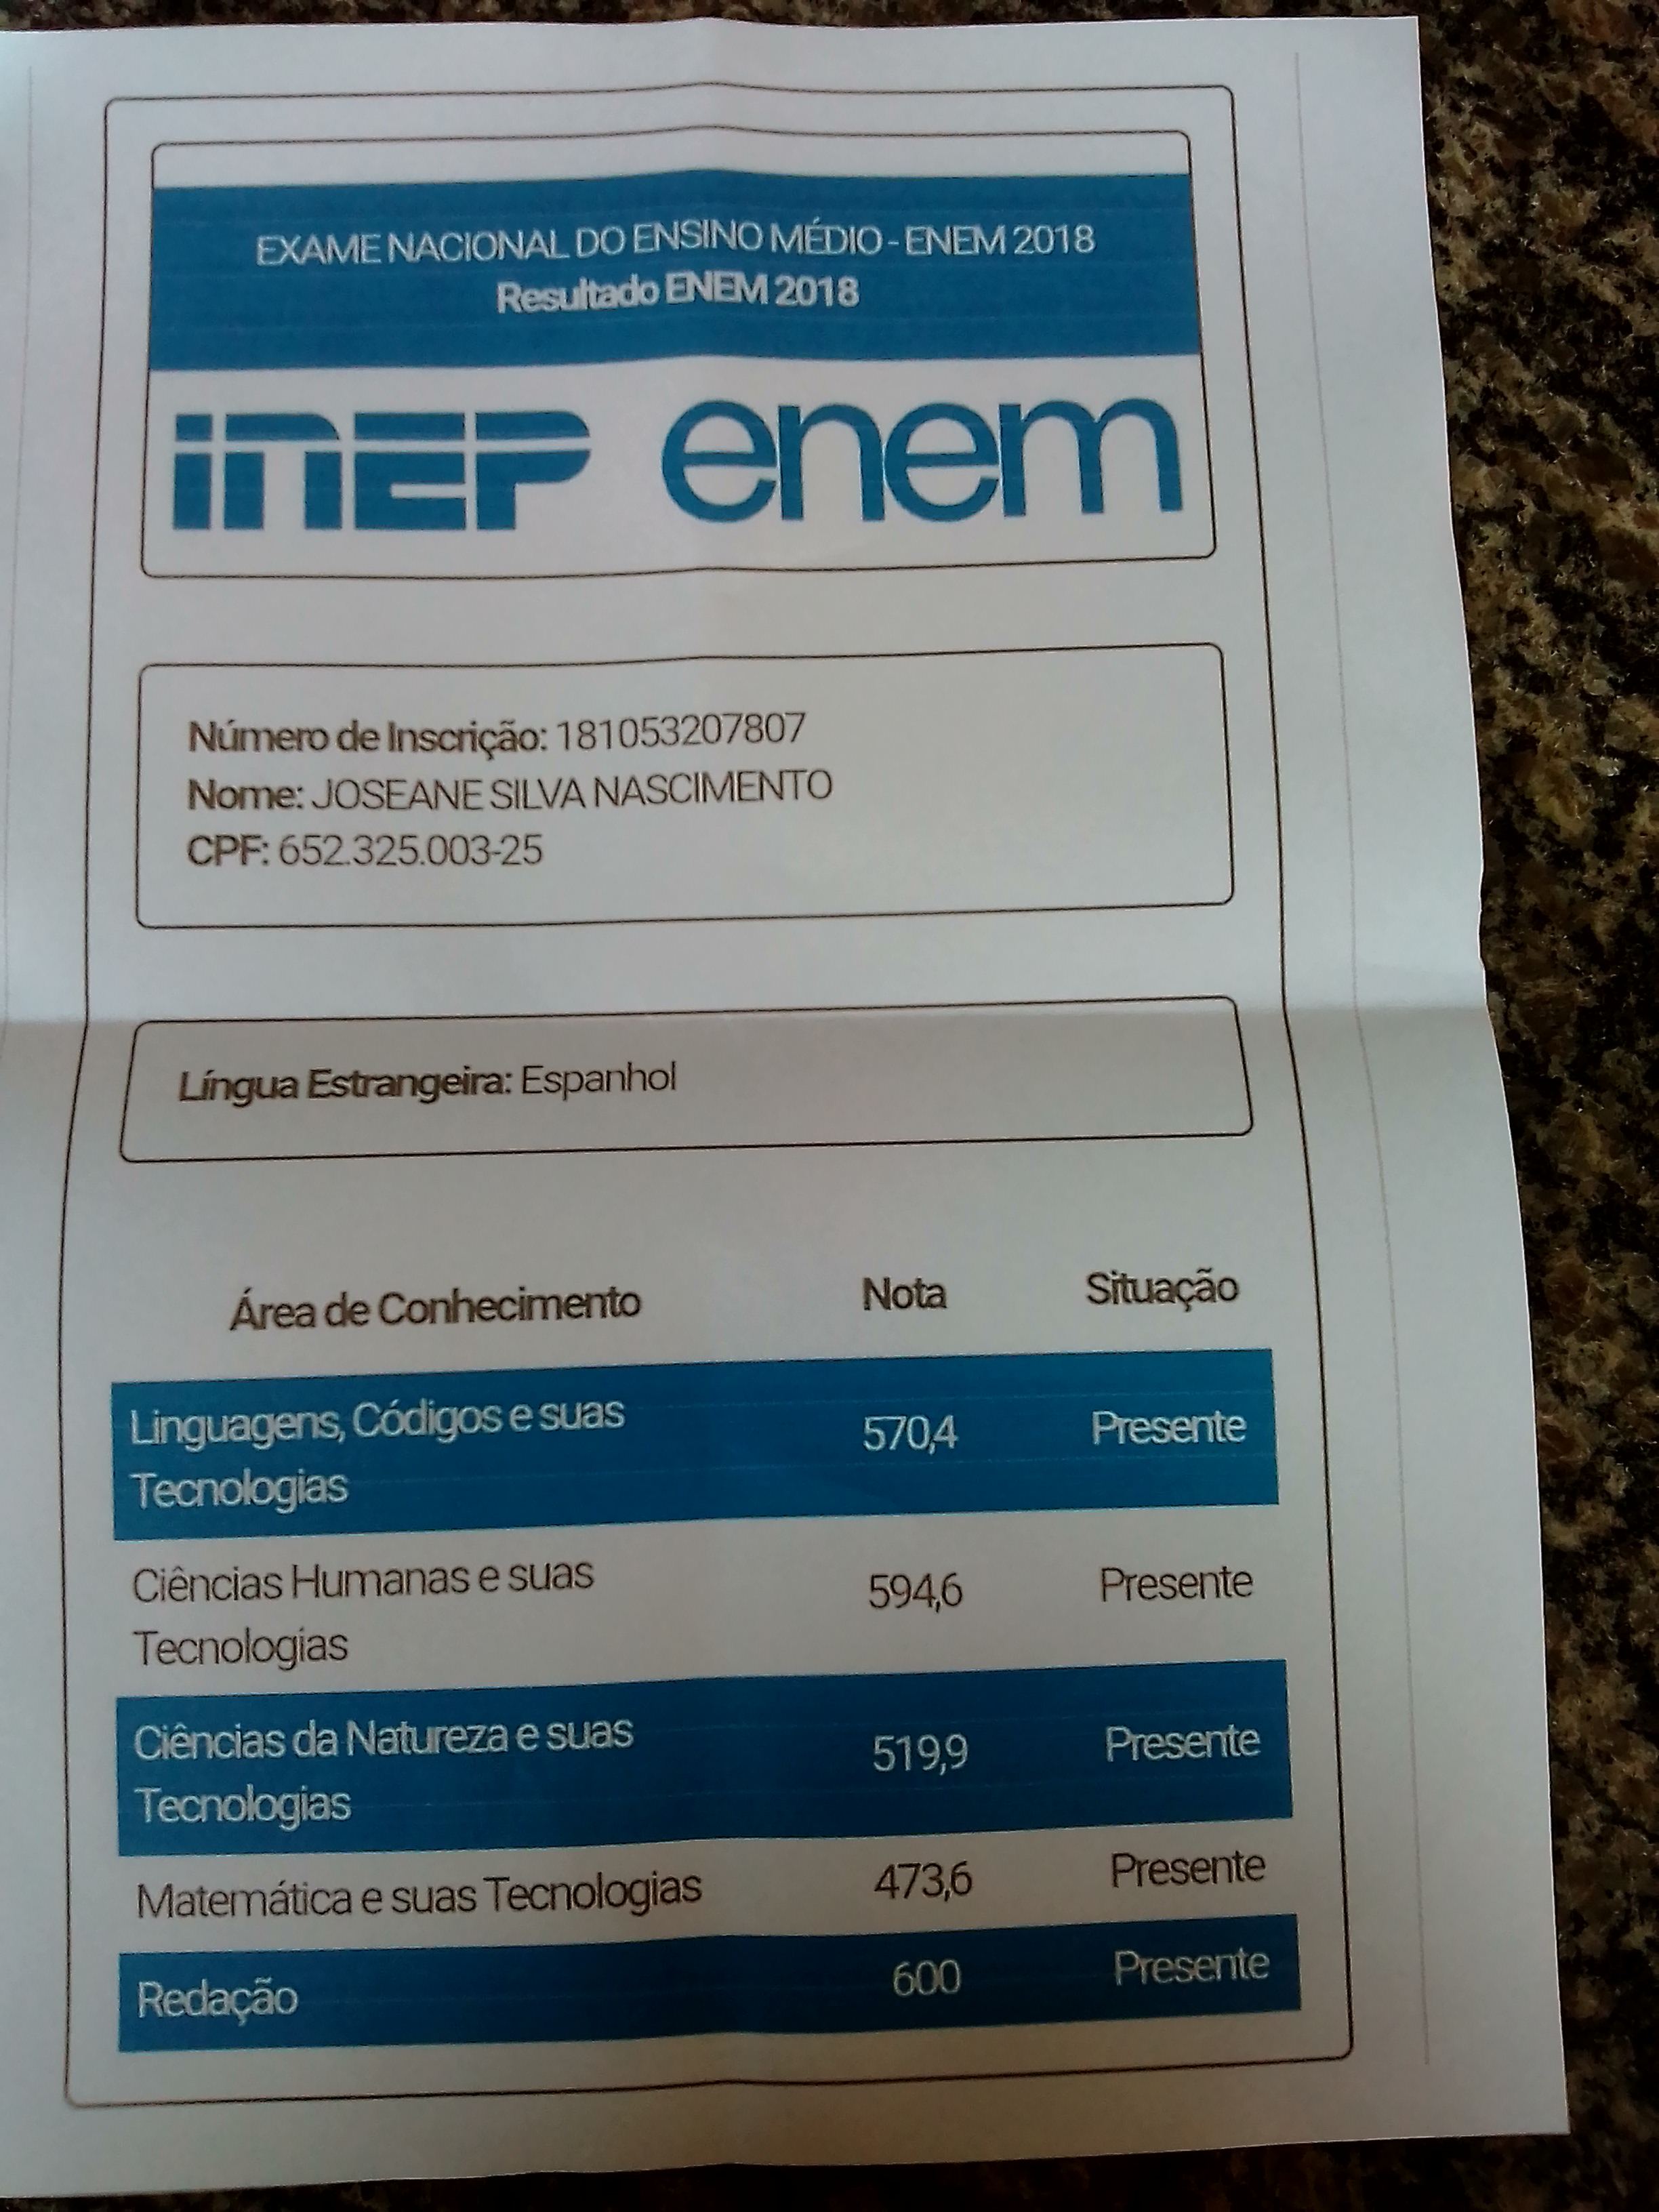 EXAME NACIONAL DO ENSINO MÉDIO - ENEM 2018
Resultado ENEM 2018
inep enem
Número de Inscrição: 181053207807
Nome: JOSEANE SILVA NASCIMENTO
CPF: 652.325.003-25
Língua Estrangeira: Espanhol
Área de Conhecimento Nota Situação
Linguagens, Códigos e suas Tecnologias 570,4 Presente
Ciências Humanas e suas Tecnologias 594,6 Presente
Ciências da Natureza e suas Tecnologias 519,9 Presente
Matemática e suas Tecnologias 473,6 Presente
Redação 600 Presente